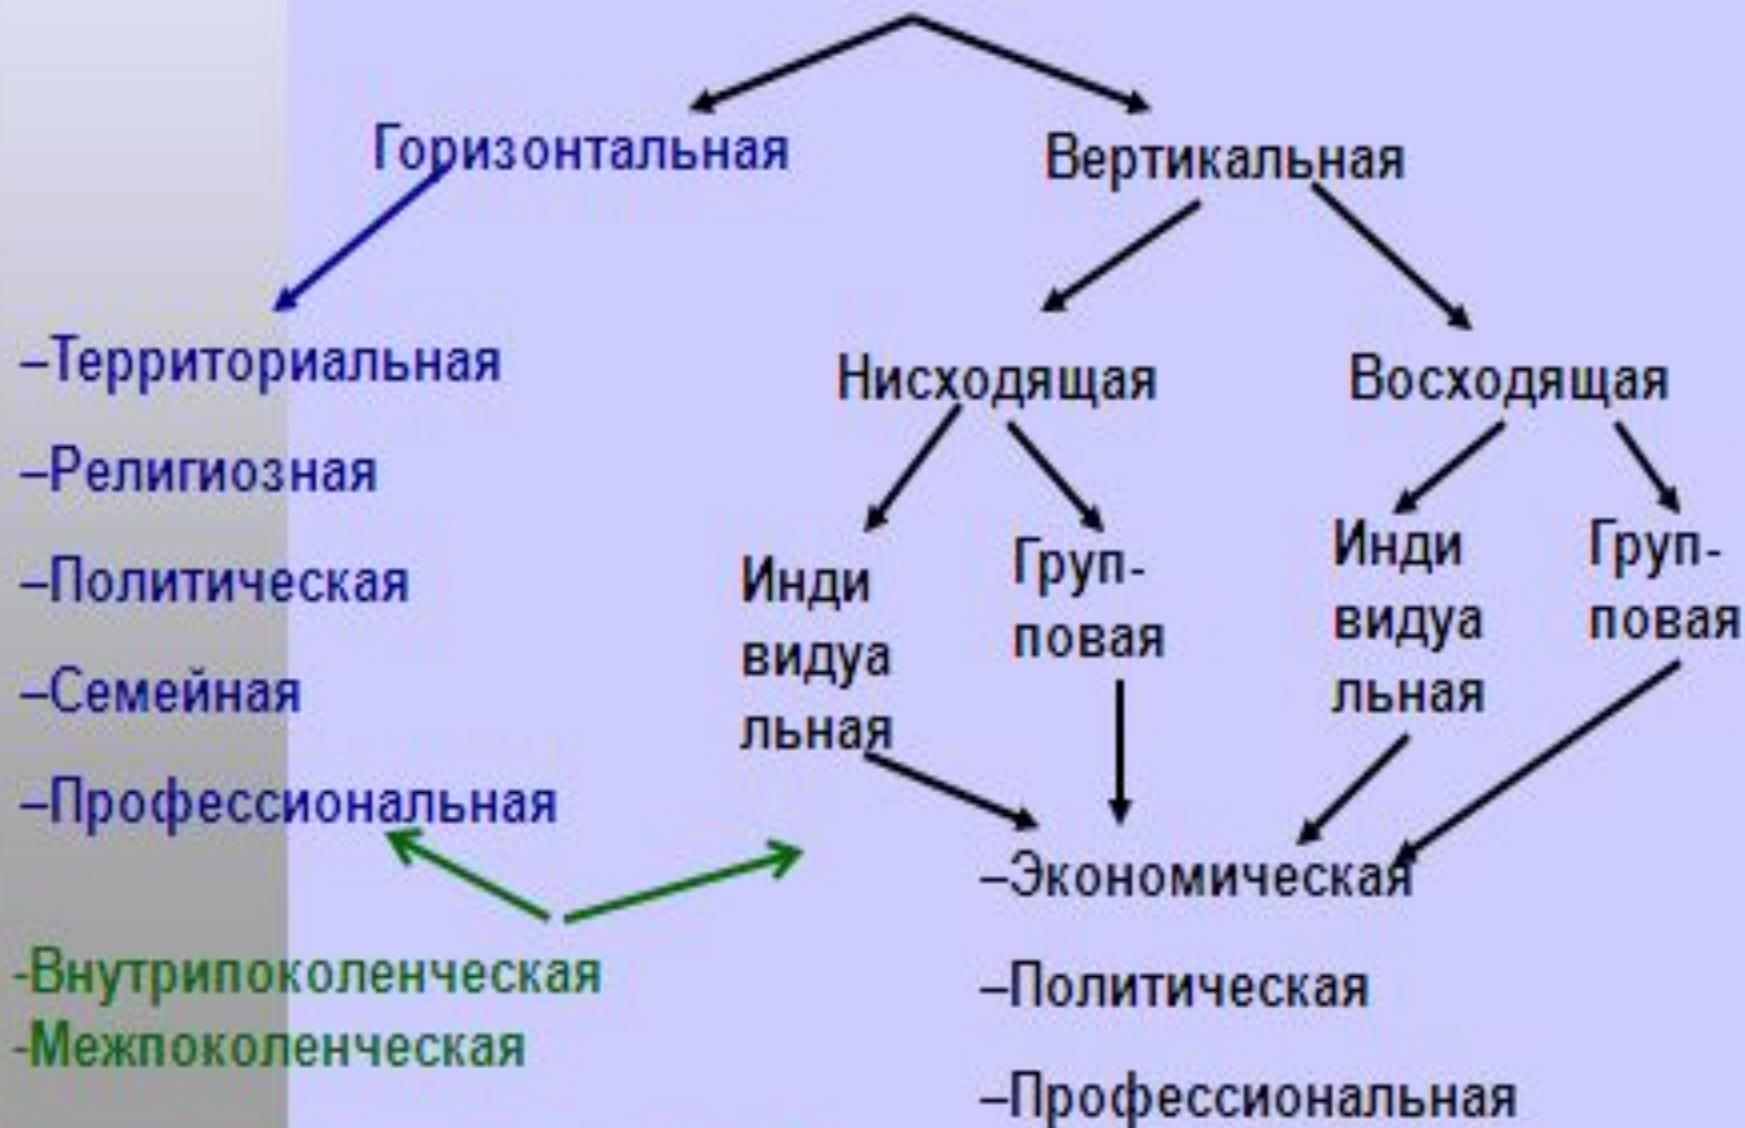 Горизонтальная
Вертикальная
–Территориальная
–Религиозная
–Политическая
–Семейная
–Профессиональная
Нисходящая
Восходящая
Инди
видуа
льная
Груп-
повая
Инди
видуа
льная
Груп-
повая
–Экономическая
–Политическая
–Профессиональная
-Внутрипоколенческая
-Межпоколенческая